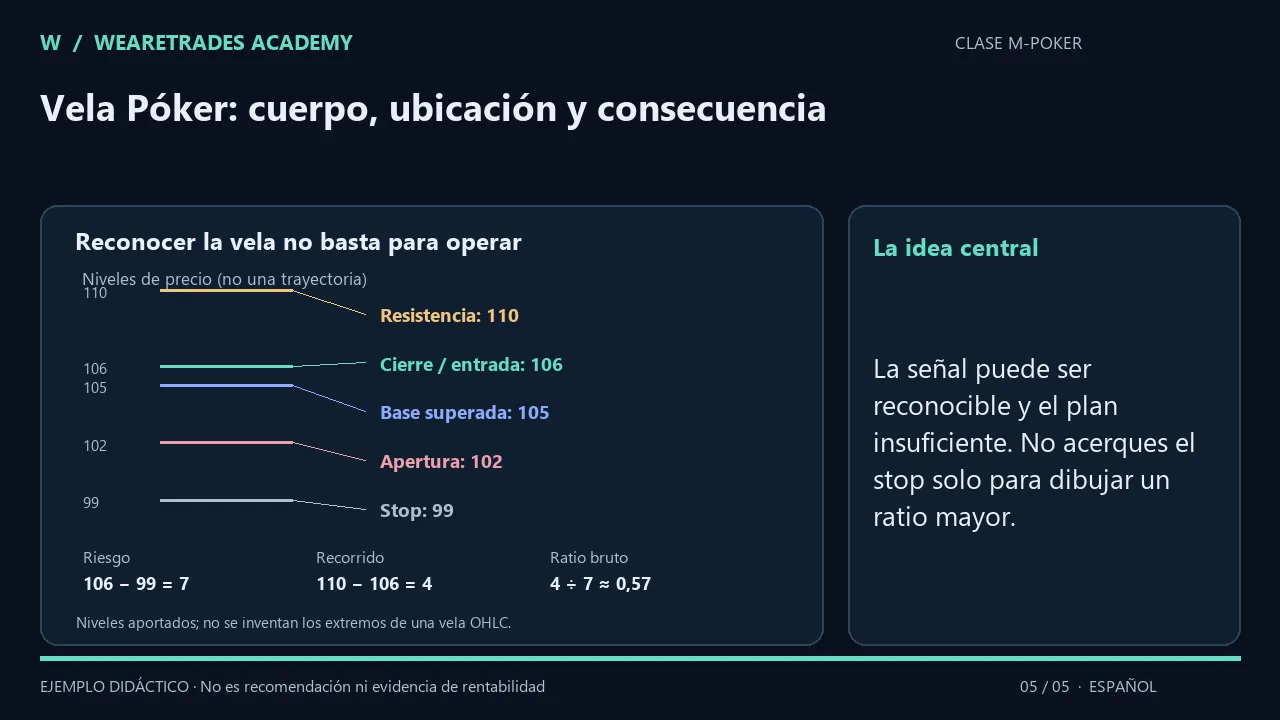 W / WEARETRADES ACADEMY
CLASE M-POKER
Vela Póker: cuerpo, ubicación y consecuencia
Reconocer la vela no basta para operar
Niveles de precio (no una trayectoria)
110
Resistencia: 110
106
Cierre / entrada: 106
105
Base superada: 105
102
Apertura: 102
99
Stop: 99
Riesgo
106 − 99 = 7
Recorrido
110 − 106 = 4
Ratio bruto
4 ÷ 7 ≈ 0,57
Niveles aportados; no se inventan los extremos de una vela OHLC.
La idea central
La señal puede ser
reconocible y el plan
insuficiente. No acerques el
stop solo para dibujar un
ratio mayor.
EJEMPLO DIDÁCTICO · No es recomendación ni evidencia de rentabilidad
05 / 05 · ESPAÑOL